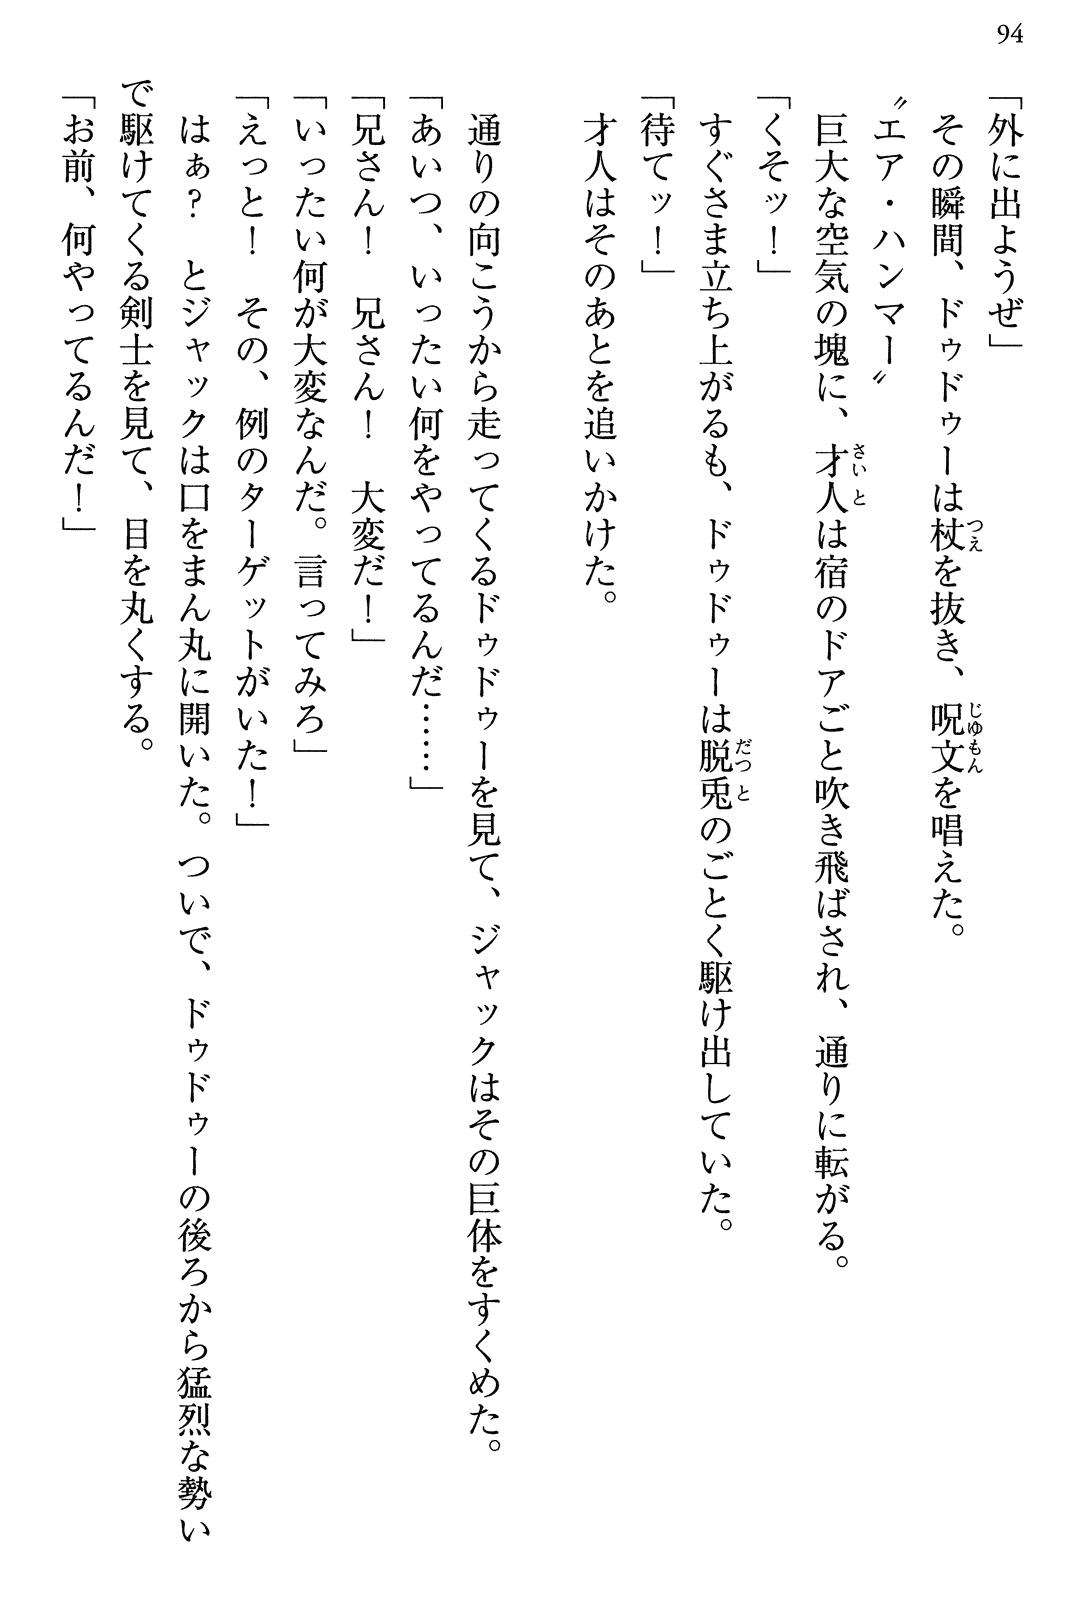 94
「外に出ようぜ」
その瞬間、ドゥドゥーは杖を抜き、呪文を唱えた。
〝エア・ハンマー〟
巨大な空気の塊に、才人は宿のドアごと吹き飛ばされ、通りに転がる。
「くそッ！」
すぐさま立ち上がるも、ドゥドゥーは脱兎のごとく駆け出していた。
「待てッ！」
才人はそのあとを追いかけた。
通りの向こうから走ってくるドゥドゥーを見て、ジャックはその巨体をすくめた。
「あいつ、いったい何をやってるんだ……」
「兄さん！　兄さん！　大変だ！」
「いったい何が大変なんだ。言ってみろ」
「えっと！　その、例のターゲットがいた！」
はぁ？　とジャックは口をまん丸に開いた。ついで、ドゥドゥーの後ろから猛烈な勢い
で駆けてくる剣士を見て、目を丸くする。
「お前、何やってるんだ！」